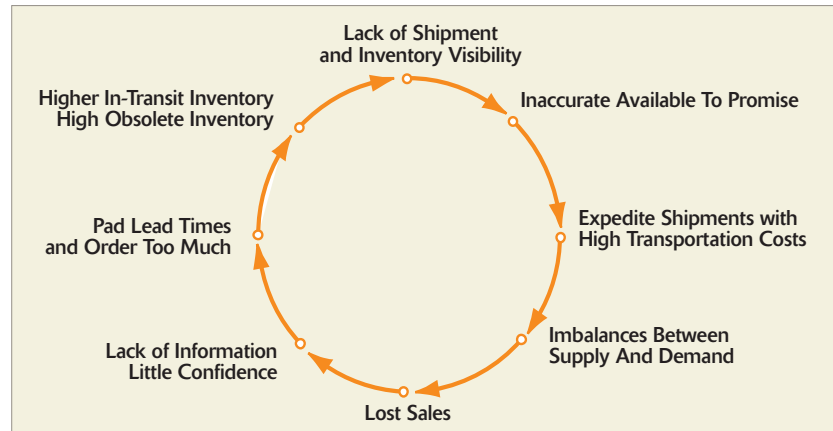 Lack of Shipment
and Inventory Visibility
Inaccurate Available To Promise
Expedite Shipments with
High Transportation Costs
Imbalances Between
Supply And Demand
Lost Sales
Lack of Information
Little Confidence
Pad Lead Times
and Order Too Much
Higher In-Transit Inventory
High Obsolete Inventory